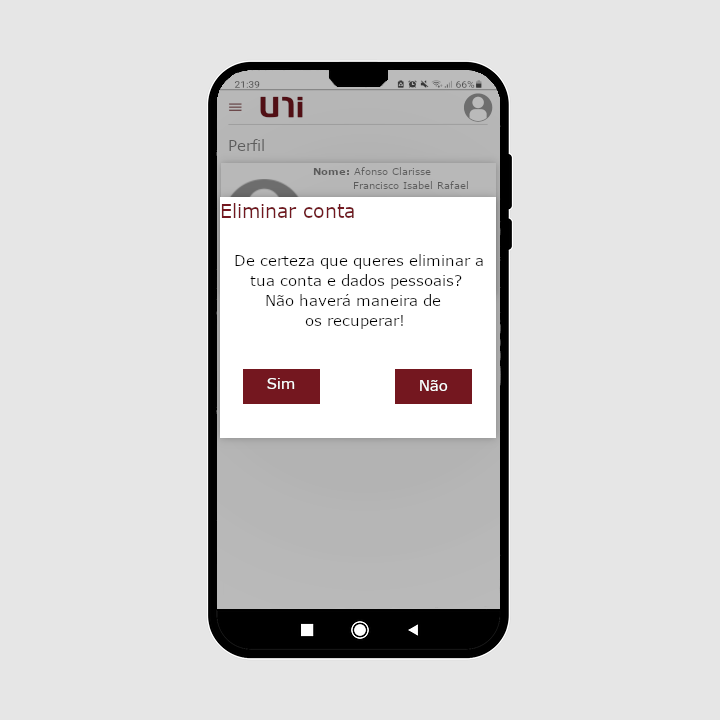 21:39
66%
uni
Perfil
Nome: Afonso Clarisse
Francisco Isabel Rafael
Eliminar conta
De certeza que queres eliminar a
tua conta e dados pessoais?
Não haverá maneira de
os recuperar!
Sim
Não